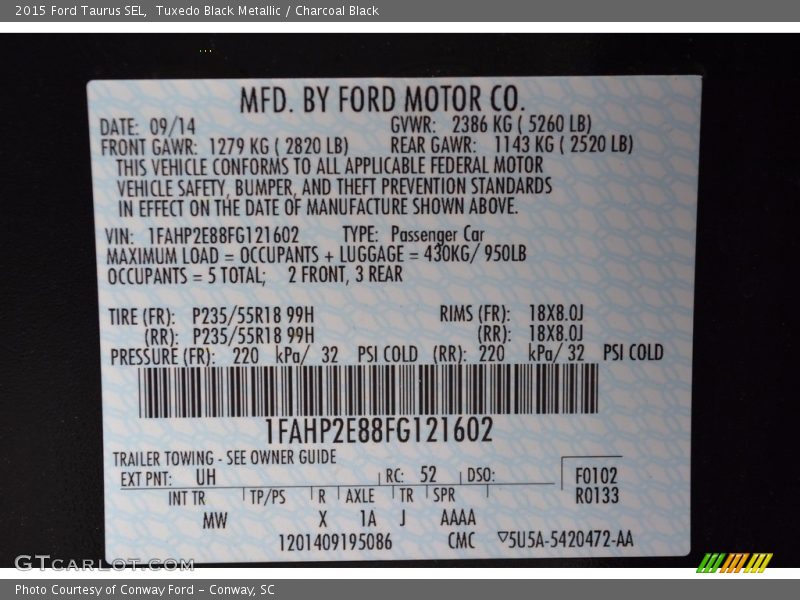 2015 Ford Taurus SEL, Tuxedo Black Metallic / Charcoal Black
MFD. BY FORD MOTOR CO.
DATE: 09/14 GVWR: 2386 KG ( 5260 LB)
FRONT GAWR: 1279 KG ( 2820 LB) REAR GAWR: 1143 KG ( 2520 LB)
THIS VEHICLE CONFORMS TO ALL APPLICABLE FEDERAL MOTOR
VEHICLE SAFETY, BUMPER, AND THEFT PREVENTION STANDARDS
IN EFFECT ON THE DATE OF MANUFACTURE SHOWN ABOVE.
VIN: 1FAHP2E88FG121602 TYPE: Passenger Car
MAXIMUM LOAD = OCCUPANTS + LUGGAGE = 430KG/ 950LB
OCCUPANTS = 5 TOTAL; 2 FRONT, 3 REAR
TIRE (FR): P235/55R18 99H RIMS (FR): 18X8.0J
(RR): P235/55R18 99H (RR): 18X8.0J
PRESSURE (FR): 220 kPa/ 32 PSI COLD (RR): 220 kPa/ 32 PSI COLD
1FAHP2E88FG121602
TRAILER TOWING - SEE OWNER GUIDE
EXT PNT: UH RC: 52 DSO: F0102
INT TR TP/PS R AXLE TR SPR R0133
MW X 1A J AAAA
1201409195086 CMC ▽5U5A-5420472-AA
GTCarLot.com
Photo Courtesy of Conway Ford – Conway, SC